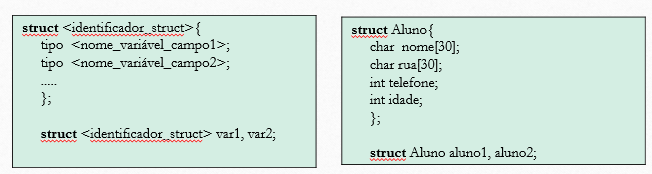 struct <identificador_struct>{
tipo <nome_variável_campo1>;
tipo <nome_variável_campo2>;
.....
};
struct <identificador_struct> var1, var2;
struct Aluno{
char nome[30];
char rua[30];
int telefone;
int idade;
};
struct Aluno aluno1, aluno2;